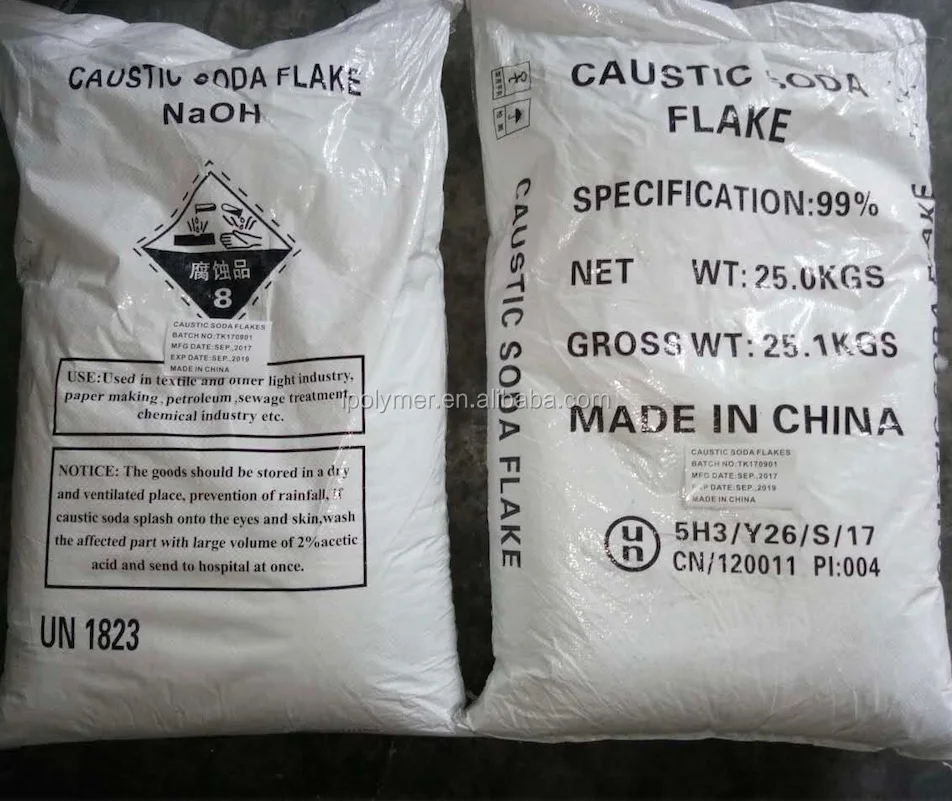 CAUSTIC SODA FLAKE
NaOH
腐蚀品
8
CAUSTIC SODA FLAKES
BATCH NO:TK170901
MFG DATE:SEP.,2017
EXP DATE:SEP.,2019
MADE IN CHINA
USE:Used in textile and other light industry,
paper making ,petroleum ,sewage treatment,
chemical industry etc.
NOTICE: The goods should be stored in a dry
and ventilated place, prevention of rainfall, if
caustic soda splash onto the eyes and skin,wash
the affected part with large volume of 2%acetic
acid and send to hospital at once.
UN 1823
CAUSTIC SODA
FLAKE
SPECIFICATION:99%
NET WT: 25.0KGS
GROSS WT: 25.1KGS
MADE IN CHINA
CAUSTIC SODA FLAKES
BATCH NO:TK170901
MFG DATE:SEP.,2017
EXP DATE:SEP.,2019
MADE IN CHINA
un
5H3/Y26/S/17
CN/120011 PI:004
CAUSTIC SODA FLAKE
CAUSTIC SODA FLAKE
lpolymer.en.alibaba.com